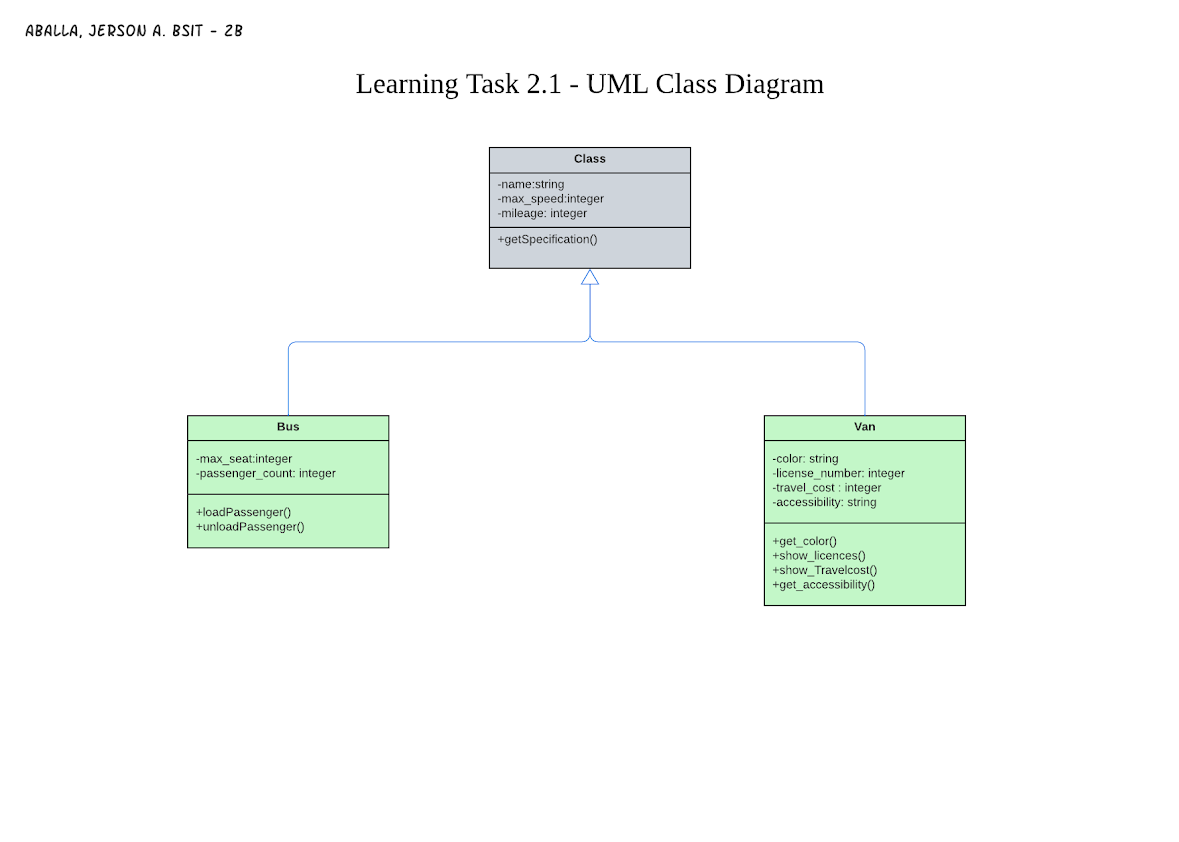 ABALLA, JERSON A. BSIT - 2B
Learning Task 2.1 - UML Class Diagram
Class
-name:string
-max_speed:integer
-mileage: integer
+getSpecification()
Bus
-max_seat:integer
-passenger_count: integer
+loadPassenger()
+unloadPassenger()
Van
-color: string
-license_number: integer
-travel_cost : integer
-accessibility: string
+get_color()
+show_licences()
+show_Travelcost()
+get_accessibility()